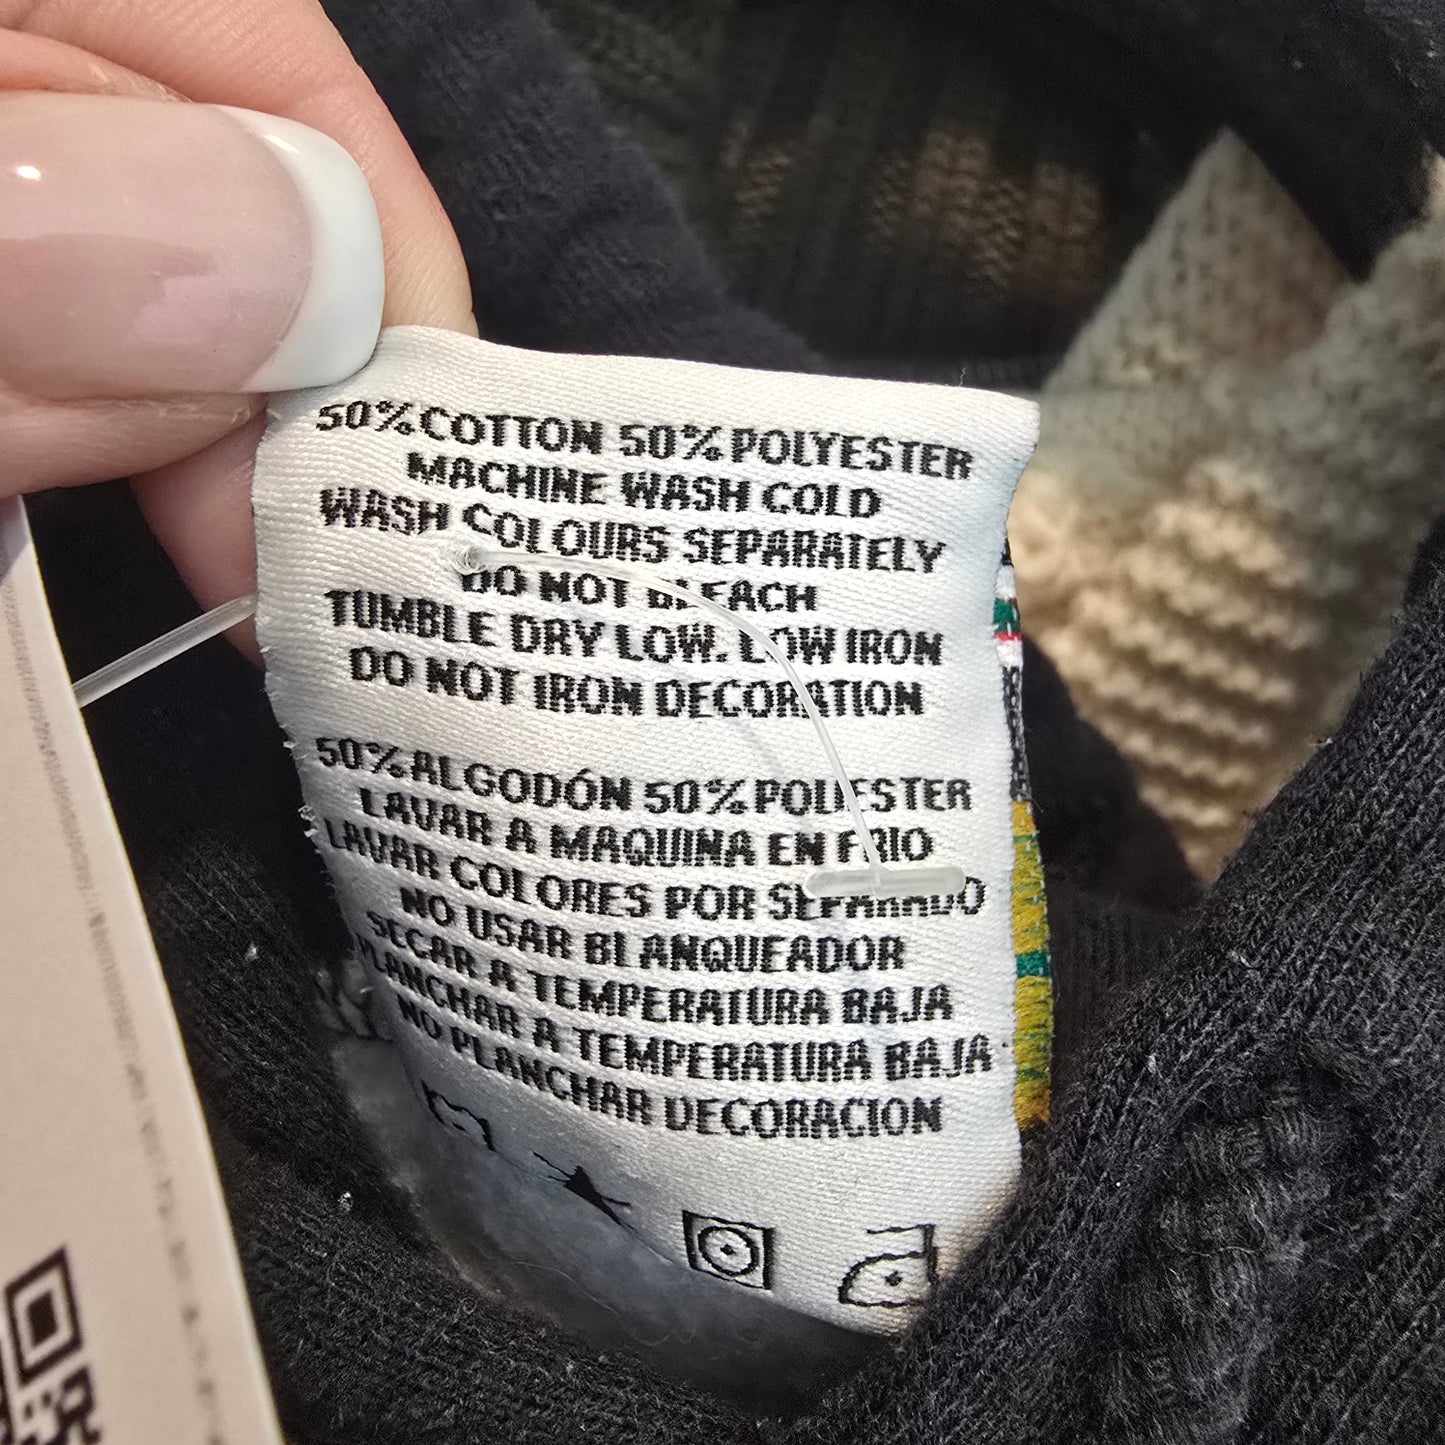 50% COTTON 50% POLYESTER
MACHINE WASH COLD
WASH COLOURS SEPARATELY
DO NOT BLEACH
TUMBLE DRY LOW. LOW IRON
DO NOT IRON DECORATION
50% ALGODÓN 50% POLIESTER
LAVAR A MAQUINA EN FRIO
LAVAR COLORES POR SEPARADO
NO USAR BLANQUEADOR
SECAR A TEMPERATURA BAJA
PLANCHAR A TEMPERATURA BAJA
NO PLANCHAR DECORACION